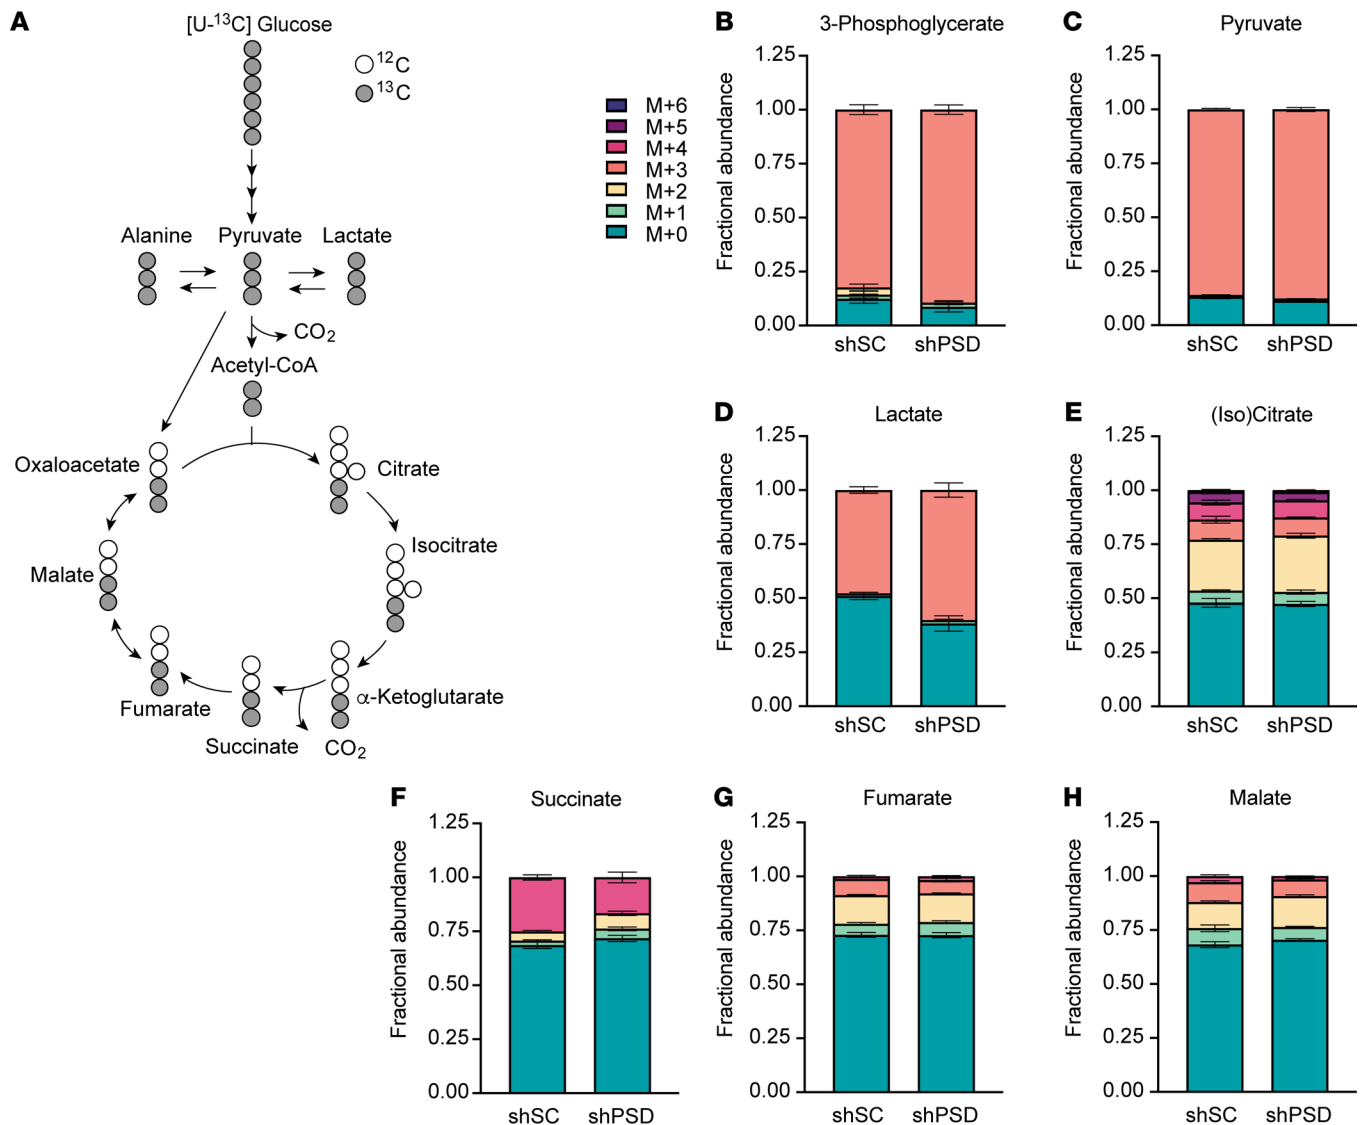 A
[U-¹³C] Glucose
¹²C
¹³C
Alanine
Pyruvate
Lactate
CO₂
Acetyl-CoA
Oxaloacetate
Citrate
Isocitrate
Malate
α-Ketoglutarate
Fumarate
Succinate
CO₂
M+6
M+5
M+4
M+3
M+2
M+1
M+0
B
3-Phosphoglycerate
Fractional abundance
1.25
1.00
0.75
0.50
0.25
0.00
shSC
shPSD
C
Pyruvate
Fractional abundance
1.25
1.00
0.75
0.50
0.25
0.00
shSC
shPSD
D
Lactate
Fractional abundance
1.25
1.00
0.75
0.50
0.25
0.00
shSC
shPSD
E
(Iso)Citrate
Fractional abundance
1.25
1.00
0.75
0.50
0.25
0.00
shSC
shPSD
F
Succinate
Fractional abundance
1.25
1.00
0.75
0.50
0.25
0.00
shSC
shPSD
G
Fumarate
Fractional abundance
1.25
1.00
0.75
0.50
0.25
0.00
shSC
shPSD
H
Malate
Fractional abundance
1.25
1.00
0.75
0.50
0.25
0.00
shSC
shPSD